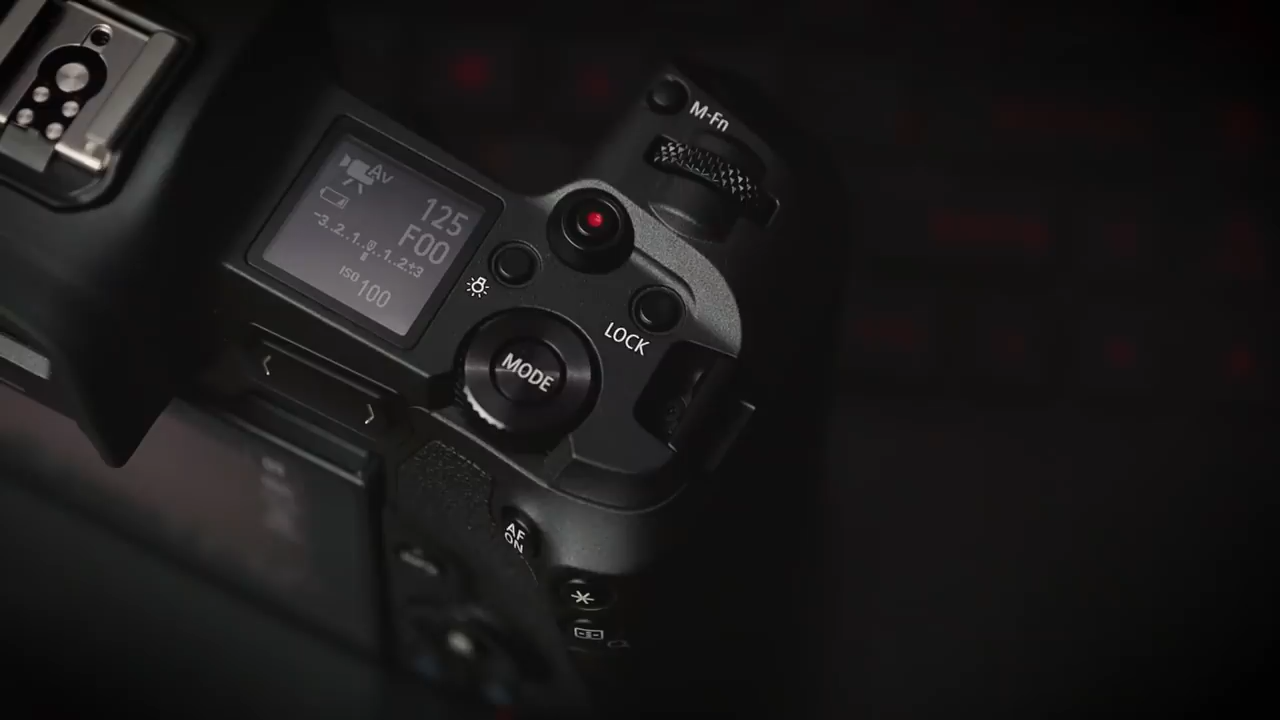 M-Fn
Av
125
F00
-3..2.1..0..1.2.+3
ISO 100
LOCK
MODE
AF
ON